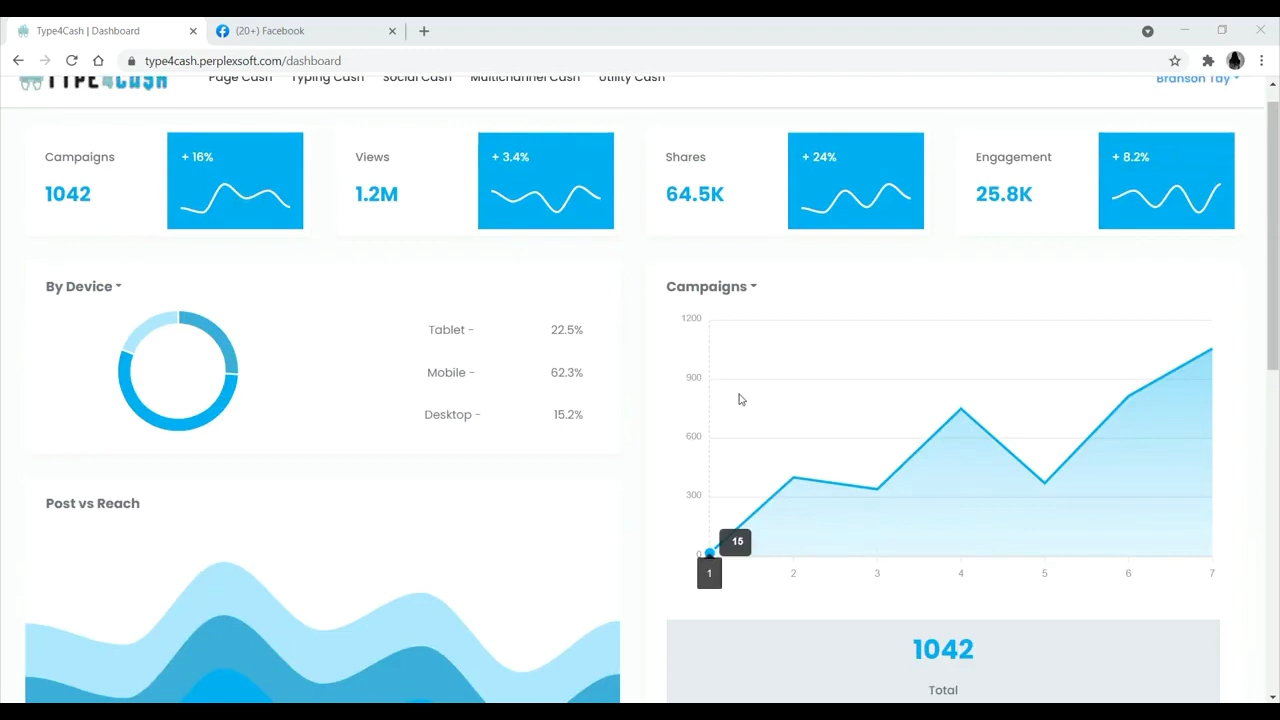 Type4Cash | Dashboard
(20+) Facebook
type4cash.perplexsoft.com/dashboard
TYPE4CASH
Page Cash
Typing Cash
Social Cash
Multichannel Cash
Utility Cash
Branson Tay
Campaigns
1042
+ 16%
Views
1.2M
+ 3.4%
Shares
64.5K
+ 24%
Engagement
25.8K
+ 8.2%
By Device
Tablet - 22.5%
Mobile - 62.3%
Desktop - 15.2%
Campaigns
1200
900
600
300
0
15
1 2 3 4 5 6 7
Post vs Reach
1042
Total